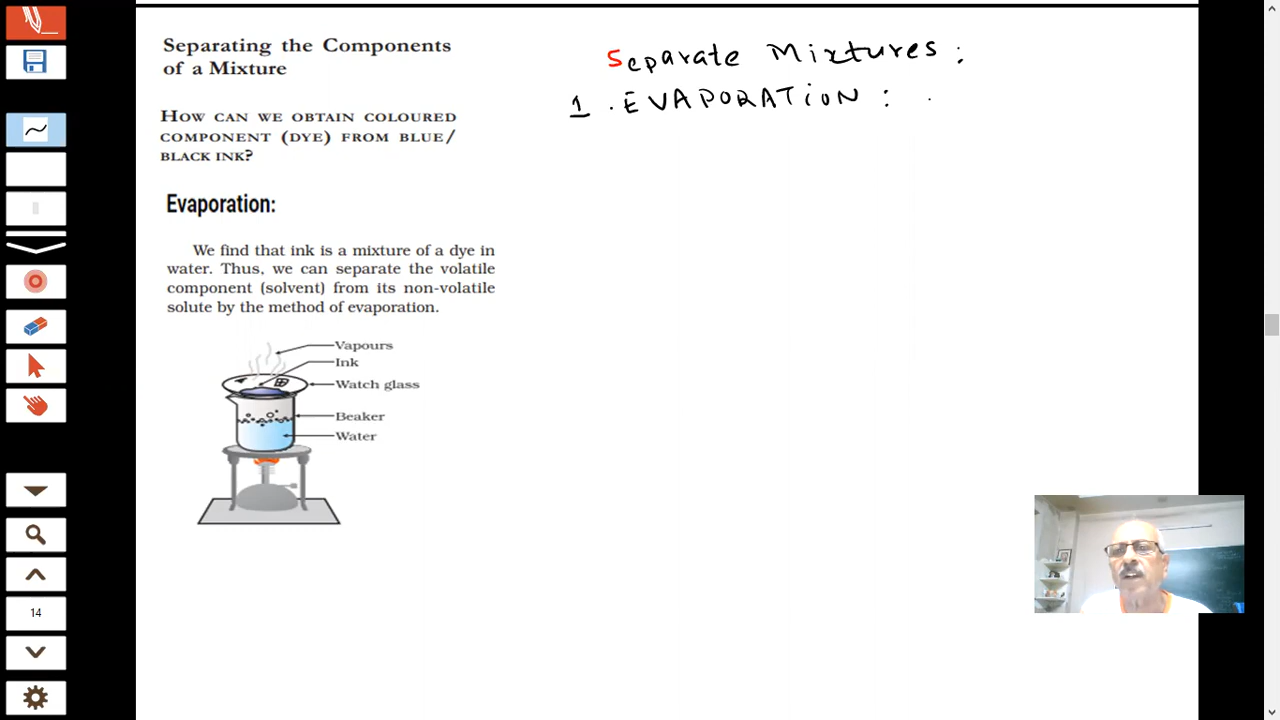 Separating the Components
of a Mixture
HOW CAN WE OBTAIN COLOURED
COMPONENT (DYE) FROM BLUE/
BLACK INK?
Evaporation:
We find that ink is a mixture of a dye in
water. Thus, we can separate the volatile
component (solvent) from its non-volatile
solute by the method of evaporation.
Vapours
Ink
Watch glass
Beaker
Water
Separate Mixtures:
1. EVAPORATION:
14